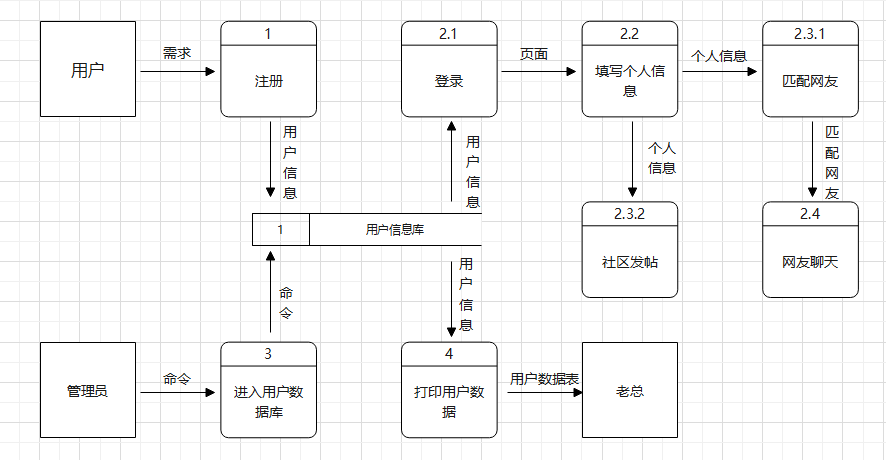 用户
需求
1
注册
2.1
登录
页面
2.2
填写个人信
息
个人信息
2.3.1
匹配网友
用
户
信
息
用
户
信
息
个人
信息
匹
配
网
友
1
用户信息库
2.3.2
社区发帖
2.4
网友聊天
命
令
用
户
信
息
管理员
命令
3
进入用户数
据库
4
打印用户数
据
用户数据表
老总